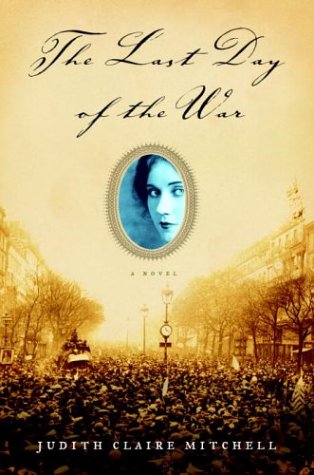 The Last Day
of the War
A NOVEL
JUDITH CLAIRE MITCHELL